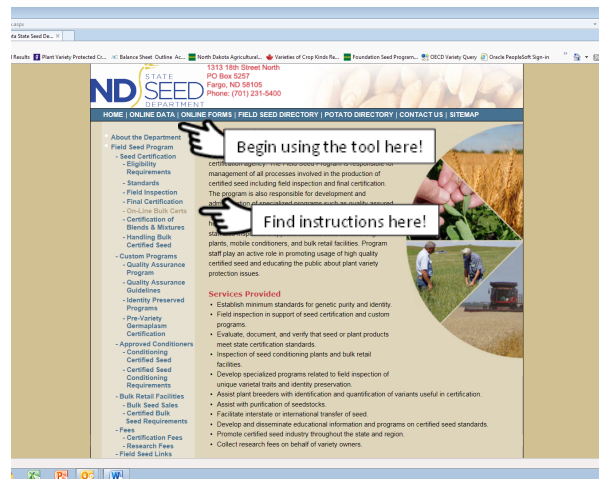 s.aspx
ota State Seed De...
Results Plant Variety Protected Cr... Balance Sheet Outline Ac... North Dakota Agricultural... Varieties of Crop Kinds Re... Foundation Seed Program... OECD Variety Query Oracle PeopleSoft Sign-in
ND STATE SEED DEPARTMENT
1313 18th Street North
PO Box 5257
Fargo, ND 58105
Phone: (701) 231-5400
HOME | ONLINE DATA | ONLINE FORMS | FIELD SEED DIRECTORY | POTATO DIRECTORY | CONTACT US | SITEMAP
Begin using the tool here!
Find instructions here!
About the Department
Field Seed Program
- Seed Certification
- Eligibility
Requirements
- Standards
- Field Inspection
- Final Certification
- On-Line Bulk Certs
- Certification of
Blends & Mixtures
- Handling Bulk
Certified Seed
- Custom Programs
- Quality Assurance
Program
- Quality Assurance
Guidelines
- Identity Preserved
Programs
- Pre-Variety
Germaplasm
Certification
- Approved Conditioners
- Conditioning
Certified Seed
- Certified Seed
Conditioning
Requirements
- Bulk Retail Facilities
- Bulk Seed Sales
- Certified Bulk
Seed Requirements
- Fees
- Certification Fees
- Research Fees
- Field Seed Links
certification agency. The Field Seed Program is responsible for
management of all processes involved in the production of
certified seed including field inspection and final certification.
The program is also responsible for development and
plants, mobile conditioners, and bulk retail facilities. Program
staff play an active role in promoting usage of high quality
certified seed and educating the public about plant variety
protection issues.
Services Provided
• Establish minimum standards for genetic purity and identity.
• Field inspection in support of seed certification and custom
programs.
• Evaluate, document, and verify that seed or plant products
meet state certification standards.
• Inspection of seed conditioning plants and bulk retail
facilities.
• Develop specialized programs related to field inspection of
unique varietal traits and identity preservation.
• Assist plant breeders with identification and quantification of variants useful in certification.
• Assist with purification of seedstocks.
• Facilitate interstate or international transfer of seed.
• Develop and disseminate educational information and programs on certified seed standards.
• Promote certified seed industry throughout the state and region.
• Collect research fees on behalf of variety owners.